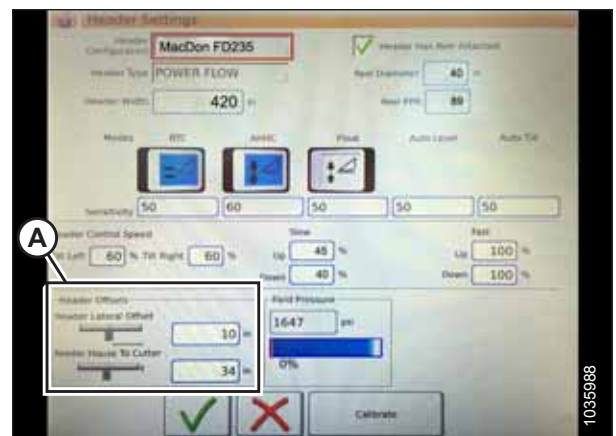 Header Settings
Header Configuration MacDon FD235
Header Has Reel Attached
Header Type POWER FLOW
Reel Diameter 40 in
Header Width 420 in
Reel PPR 89
Modes RTC AHHC Float Auto Level Auto Tilt
Sensitivity 50 60 50 50 50
A
Header Control Speed Slow Fast
Tilt Left 60 % Tilt Right 60 % Up 45 % Up 100 %
Down 40 % Down 100 %
Header Offsets
Header Lateral Offset
10 in
Feeder House To Cutter
34 in
Field Pressure
1647 psi
0%
Calibrate
1035988